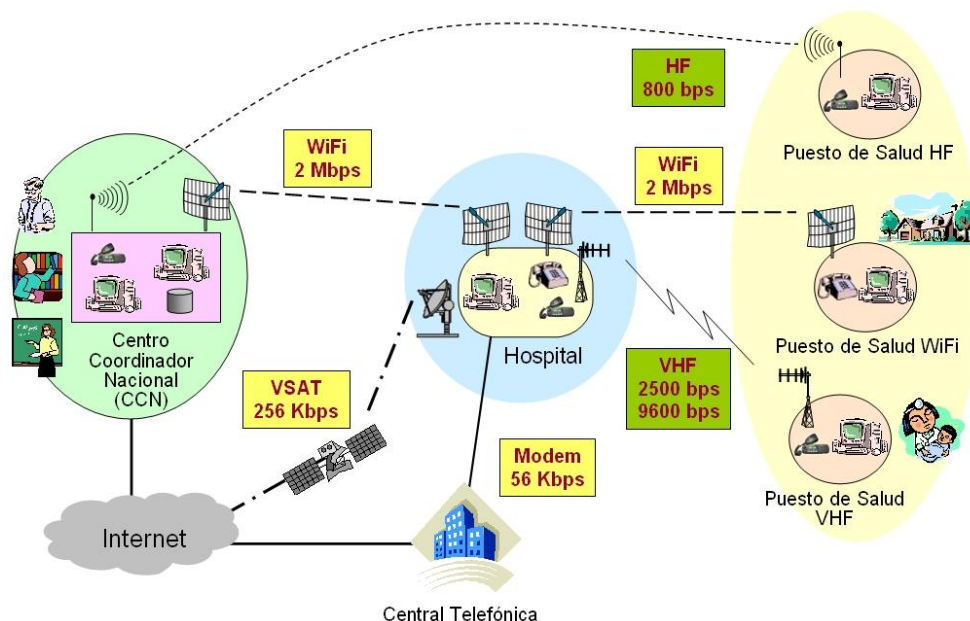 HF
800 bps
Puesto de Salud HF
WiFi
2 Mbps
WiFi
2 Mbps
Centro
Coordinador
Nacional
(CCN)
Hospital
Puesto de Salud WiFi
VHF
2500 bps
9600 bps
VSAT
256 Kbps
Modem
56 Kbps
Puesto de Salud
VHF
Internet
Central Telefónica